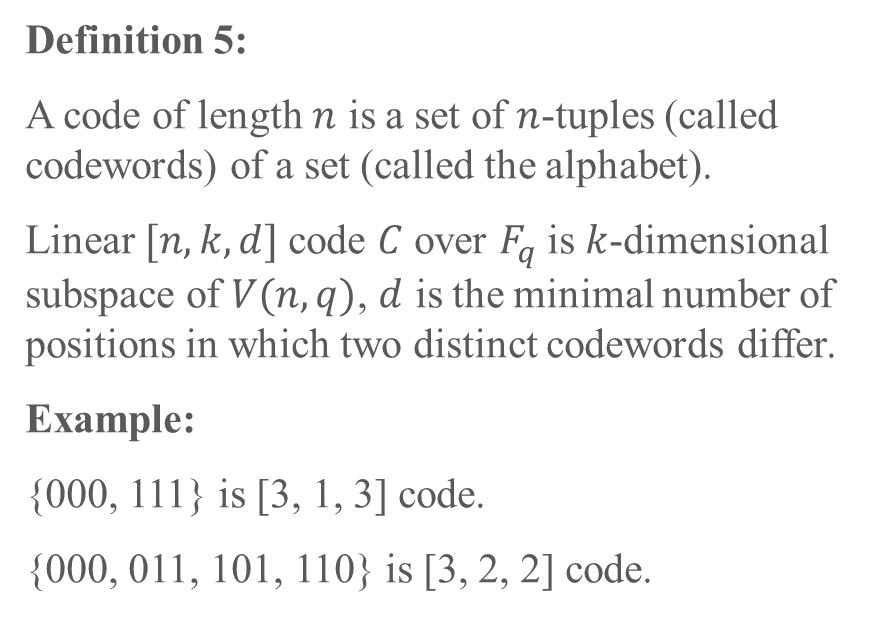 Definition 5:
A code of length n is a set of n-tuples (called
codewords) of a set (called the alphabet).
Linear [n, k, d] code C over F_q is k-dimensional
subspace of V(n, q), d is the minimal number of
positions in which two distinct codewords differ.
Example:
{000, 111} is [3, 1, 3] code.
{000, 011, 101, 110} is [3, 2, 2] code.